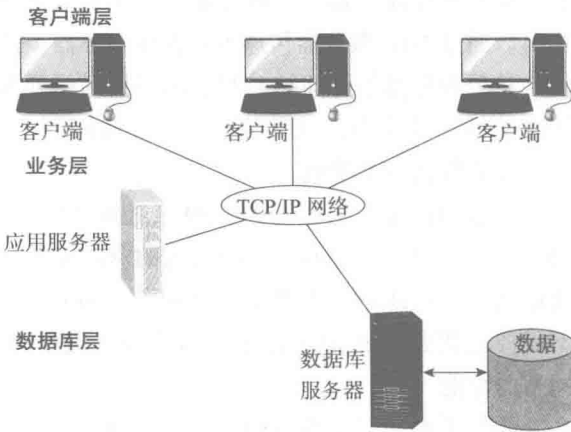 客户端层
客户端
客户端
客户端
业务层
TCP/IP 网络
应用服务器
数据库层
数据库
服务器
数据